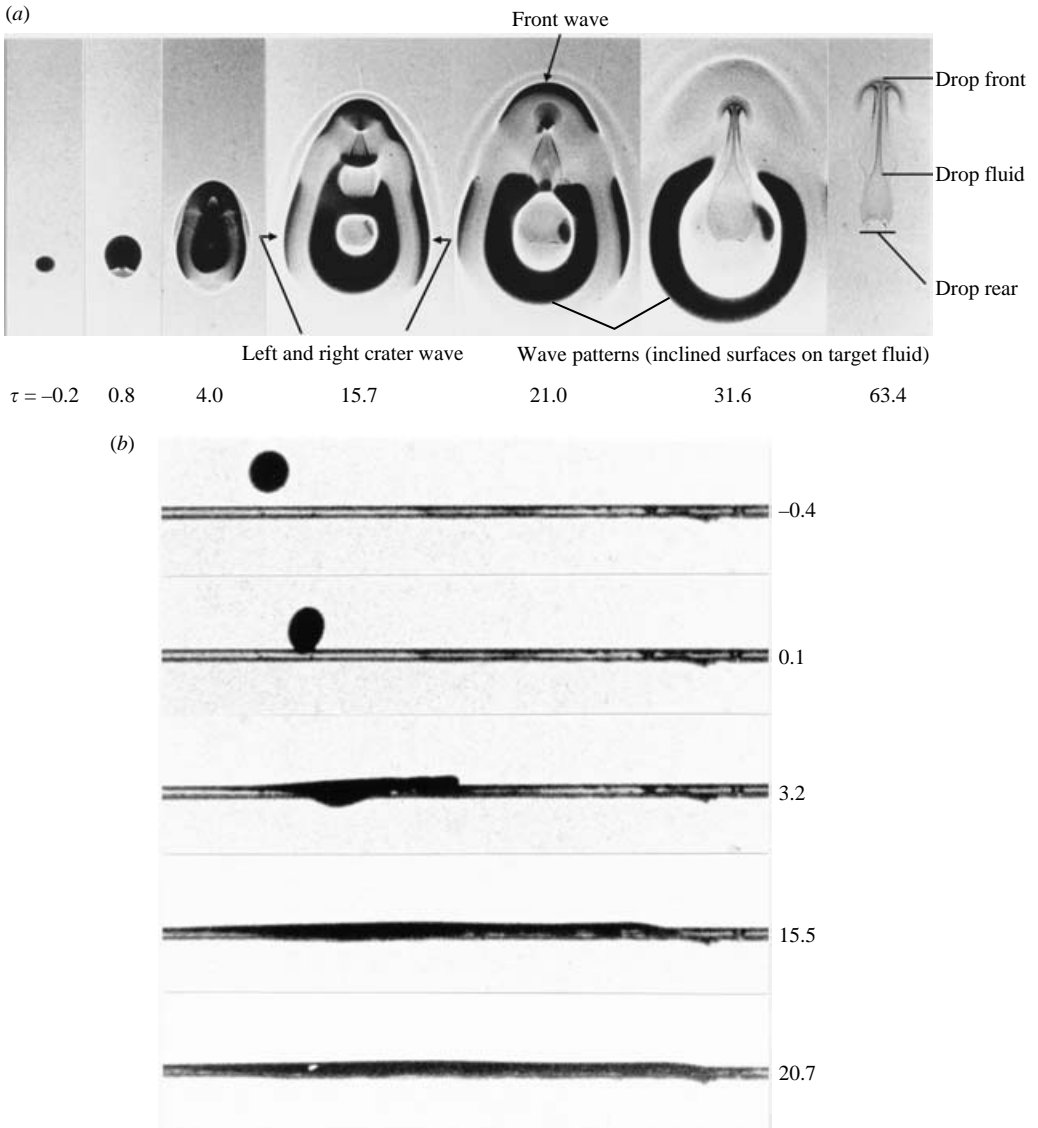 (a)
Front wave
Drop front
Drop fluid
Drop rear
Left and right crater wave
Wave patterns (inclined surfaces on target fluid)
τ = –0.2 0.8 4.0 15.7 21.0 31.6 63.4
(b)
–0.4
0.1
3.2
15.5
20.7